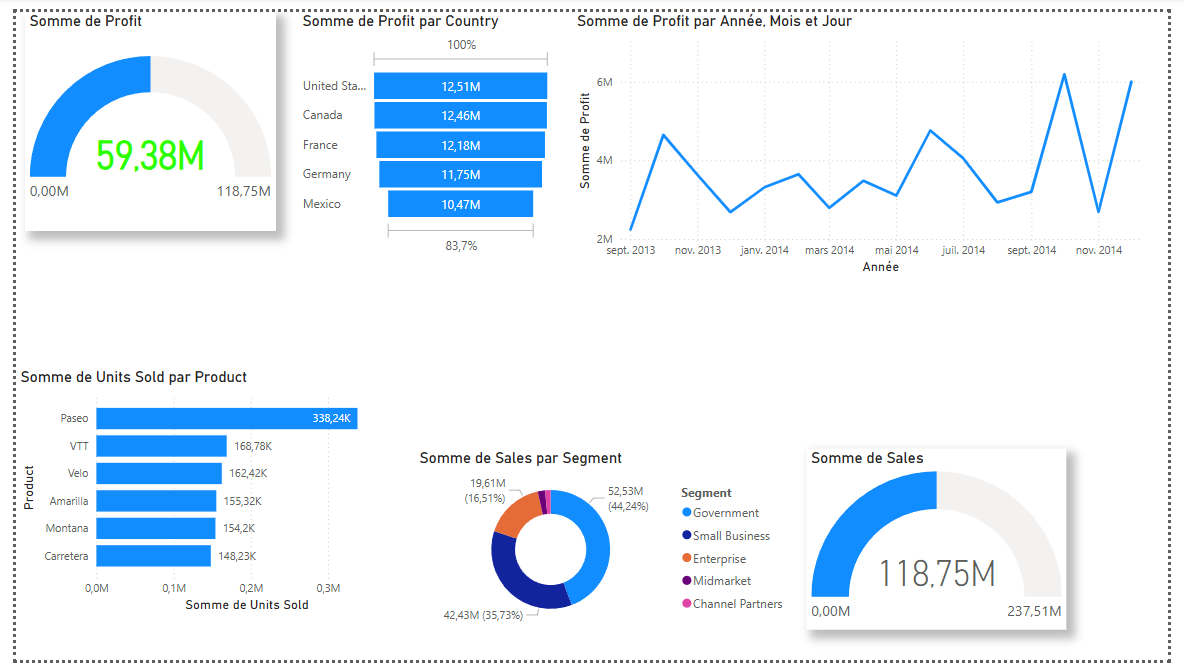 Somme de Profit
59,38M
0,00M
118,75M
Somme de Profit par Country
100%
United Sta...
12,51M
Canada
12,46M
France
12,18M
Germany
11,75M
Mexico
10,47M
83,7%
Somme de Profit par Année, Mois et Jour
Somme de Profit
6M
4M
2M
sept. 2013
nov. 2013
janv. 2014
mars 2014
mai 2014
juil. 2014
sept. 2014
nov. 2014
Année
Somme de Units Sold par Product
Product
Paseo
338,24K
VTT
168,78K
Velo
162,42K
Amarilla
155,32K
Montana
154,2K
Carretera
148,23K
0,0M
0,1M
0,2M
0,3M
Somme de Units Sold
Somme de Sales par Segment
19,61M
(16,51%)
52,53M
(44,24%)
42,43M (35,73%)
Segment
Government
Small Business
Enterprise
Midmarket
Channel Partners
Somme de Sales
118,75M
0,00M
237,51M